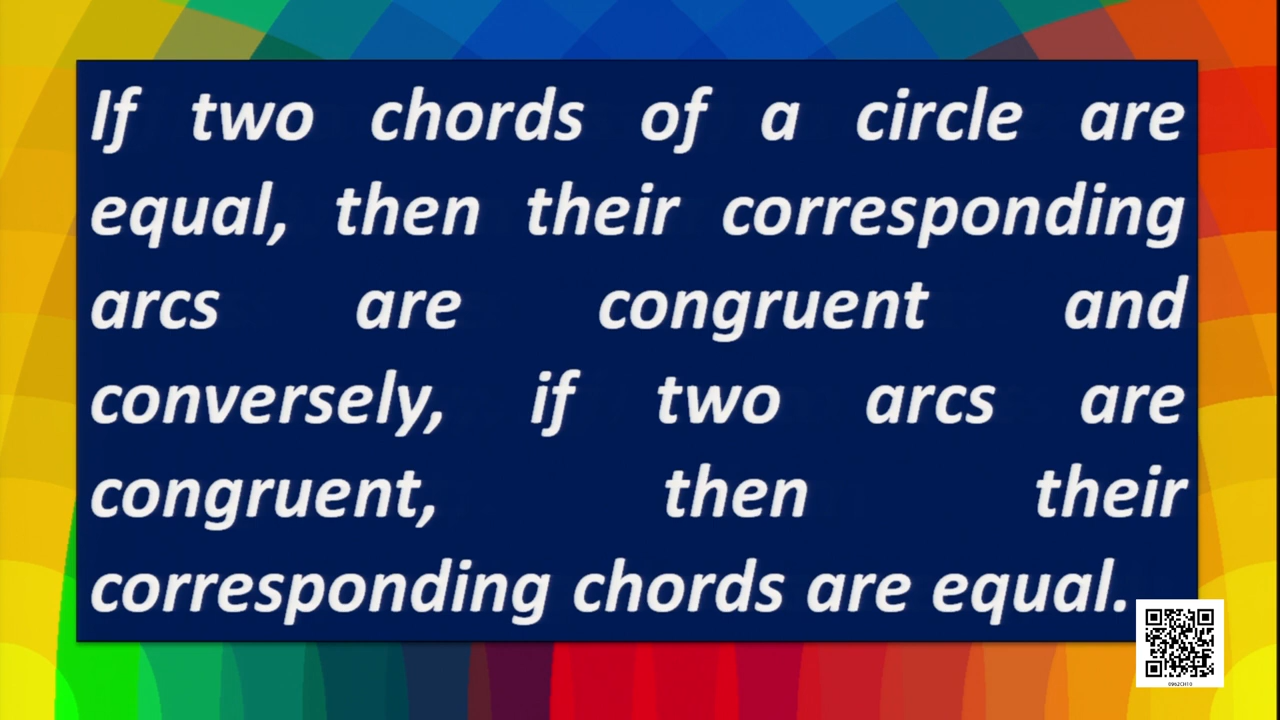 If two chords of a circle are
equal, then their corresponding
arcs are congruent and
conversely, if two arcs are
congruent, then their
corresponding chords are equal.
0962CH10